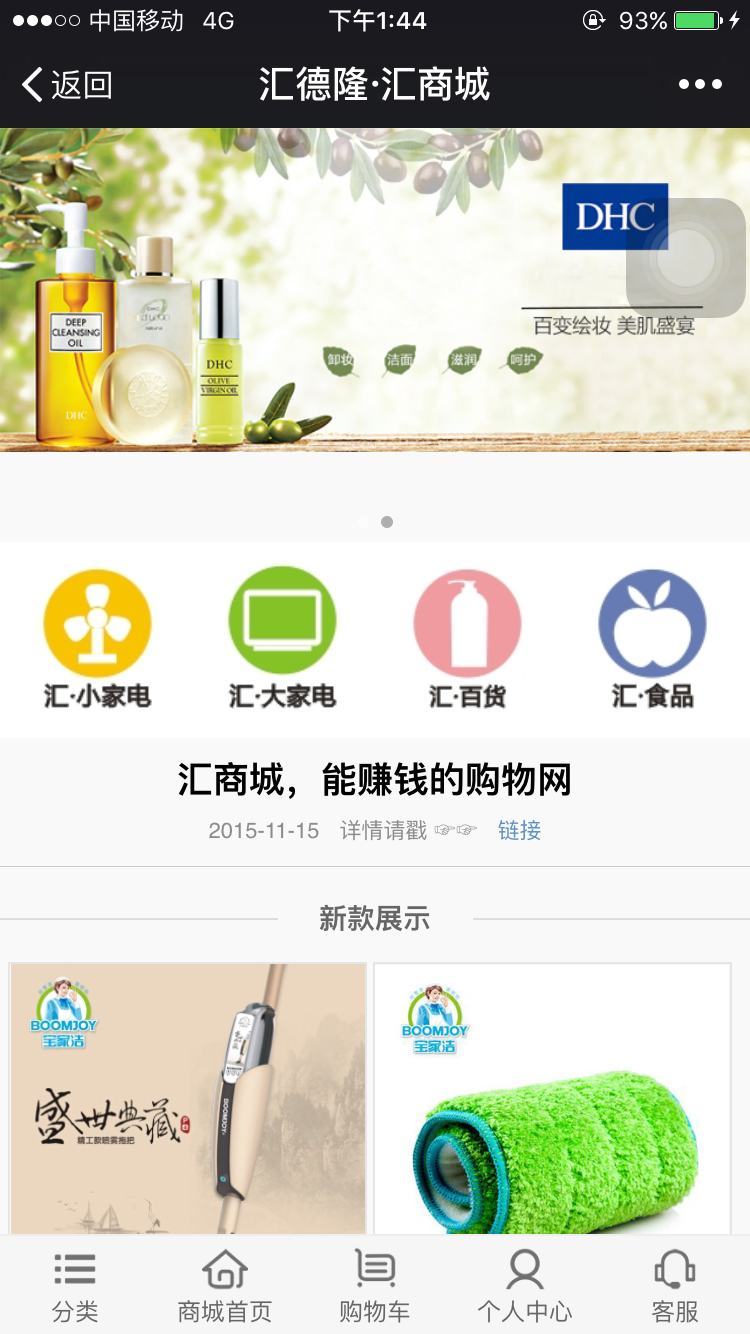 中国移动 4G 下午1:44 93%
返回 汇德隆·汇商城
DHC
百变绘妆 美肌盛宴
卸妆 洁面 滋润 呵护
DEEP
CLEANSING
OIL
DHC
DHC
OLIVE
VIRGIN OIL
汇·小家电 汇·大家电 汇·百货 汇·食品
汇商城，能赚钱的购物网
2015-11-15 详情请戳☞☞ 链接
新款展示
BOOMJOY
宝家洁
盛世典藏
精工款喷雾拖把
BOOMJOY
BOOMJOY
宝家洁
分类 商城首页 购物车 个人中心 客服